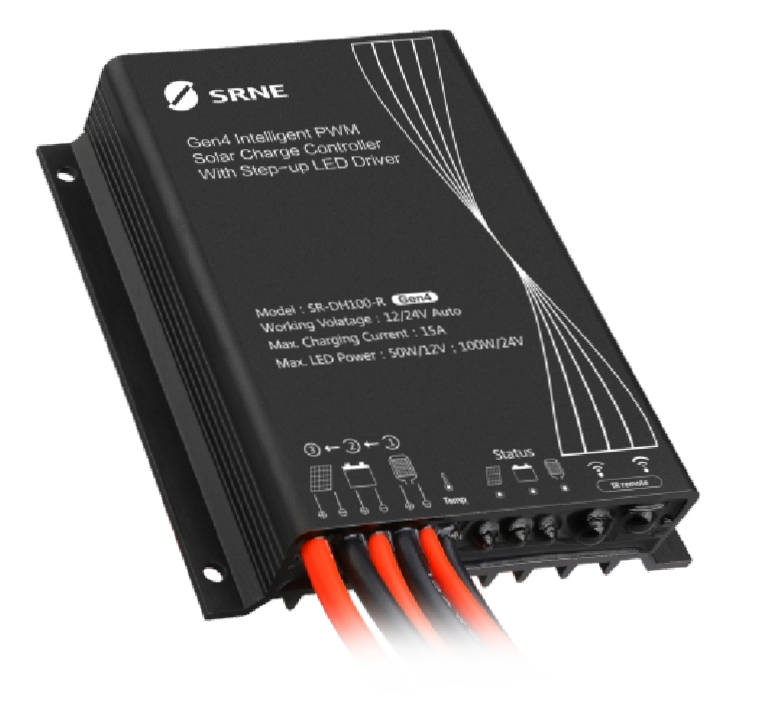 SRNE
Gen4 Intelligent PWM
Solar Charge Controller
With Step-up LED Driver
Model : SR-DH100-R Gen4
Working Volatage : 12/24V Auto
Max. Charging Current : 15A
Max. LED Power : 50W/12V ; 100W/24V
③ ← ② ← ①
Status
Temp
IR remote